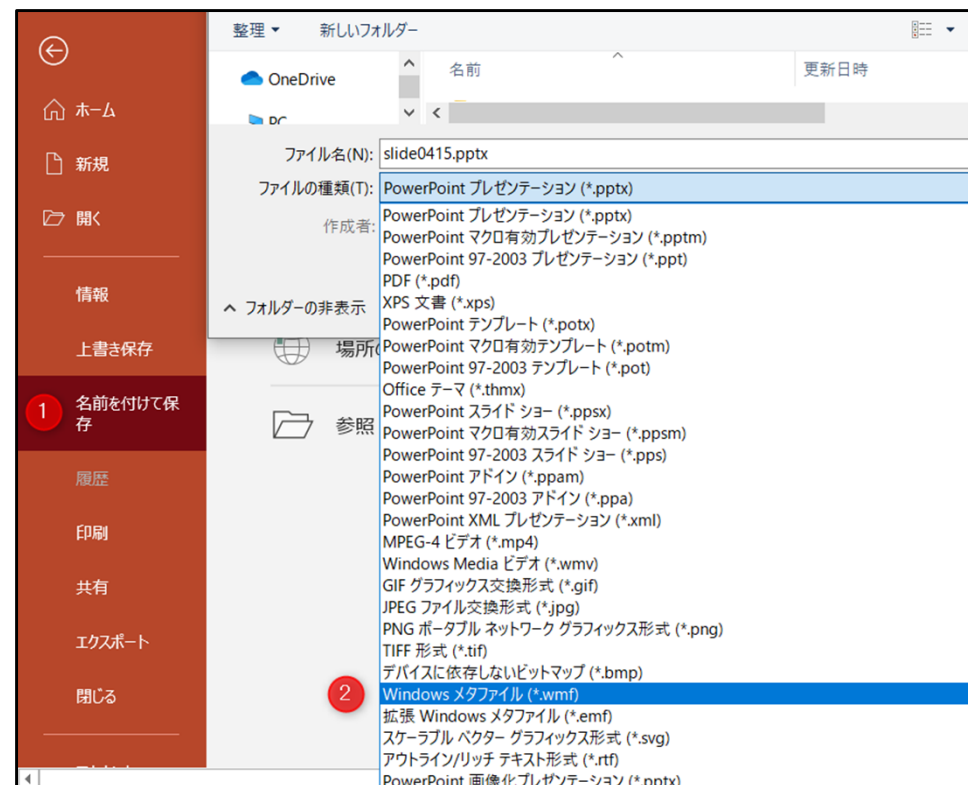 整理
新しいフォルダー
OneDrive
名前
更新日時
PC
ホーム
新規
開く
情報
上書き保存
1
名前を付けて保
存
履歴
印刷
共有
エクスポート
閉じる
ファイル名(N): slide0415.pptx
ファイルの種類(T): PowerPoint プレゼンテーション (*.pptx)
作成者:
フォルダーの非表示
参照
PowerPoint プレゼンテーション (*.pptx)
PowerPoint マクロ有効プレゼンテーション (*.pptm)
PowerPoint 97-2003 プレゼンテーション (*.ppt)
PDF (*.pdf)
XPS 文書 (*.xps)
PowerPoint テンプレート (*.potx)
PowerPoint マクロ有効テンプレート (*.potm)
PowerPoint 97-2003 テンプレート (*.pot)
Office テーマ (*.thmx)
PowerPoint スライド ショー (*.ppsx)
PowerPoint マクロ有効スライド ショー (*.ppsm)
PowerPoint 97-2003 スライド ショー (*.pps)
PowerPoint アドイン (*.ppam)
PowerPoint 97-2003 アドイン (*.ppa)
PowerPoint XML プレゼンテーション (*.xml)
MPEG-4 ビデオ (*.mp4)
Windows Media ビデオ (*.wmv)
GIF グラフィックス交換形式 (*.gif)
JPEG ファイル交換形式 (*.jpg)
PNG ポータブル ネットワーク グラフィックス形式 (*.png)
TIFF 形式 (*.tif)
デバイスに依存しないビットマップ (*.bmp)
2
Windows メタファイル (*.wmf)
拡張 Windows メタファイル (*.emf)
スケーラブル ベクター グラフィックス形式 (*.svg)
アウトライン/リッチ テキスト形式 (*.rtf)
PowerPoint 画像化プレゼンテーション (*.pptx)
場所の